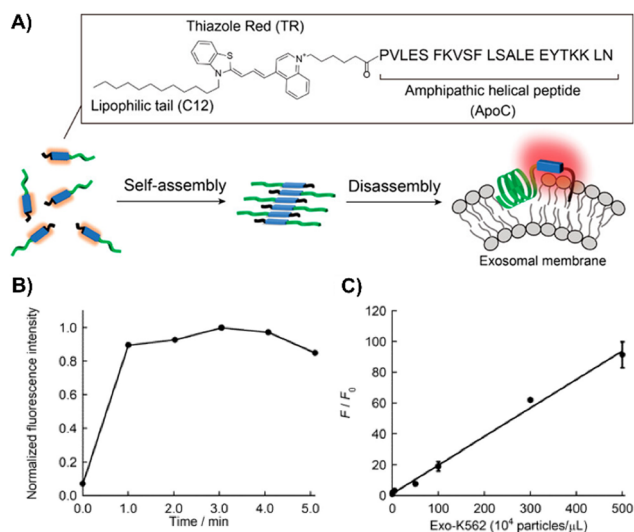 A)
Thiazole Red (TR)
S
N
N+
O
PVLES FKVSF LSALE EYTKK LN
Lipophilic tail (C12)
Amphipathic helical peptide
(ApoC)
Self-assembly
Disassembly
Exosomal membrane
B)
Normalized fluorescence intensity
1.0
0.8
0.6
0.4
0.2
0.0
0.0 1.0 2.0 3.0 4.0 5.0
Time / min
C)
F / F0
120
100
80
60
40
20
0
0 100 200 300 400 500
Exo-K562 (10⁴ particles/μL)